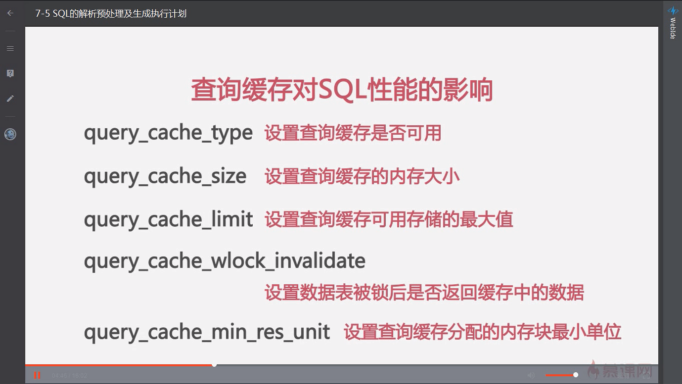 7-5 SQL的解析预处理及生成执行计划
Webide
查询缓存对SQL性能的影响
query_cache_type 设置查询缓存是否可用
query_cache_size 设置查询缓存的内存大小
query_cache_limit 设置查询缓存可用存储的最大值
query_cache_wlock_invalidate
设置数据表被锁后是否返回缓存中的数据
query_cache_min_res_unit 设置查询缓存分配的内存块最小单位